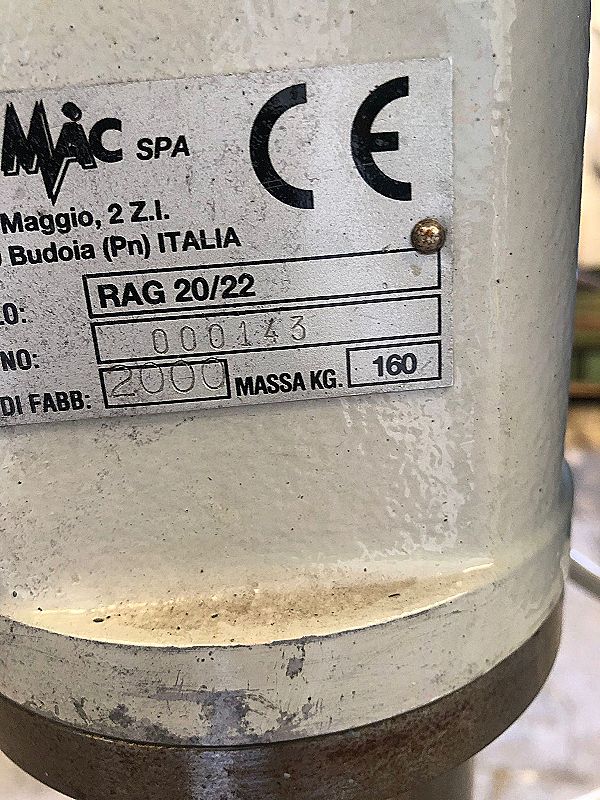 MAC SPA CE
Maggio, 2 Z.I.
Budoia (Pn) ITALIA
RAG 20/22
NO: 000143
DI FABB: 2000 MASSA KG. 160